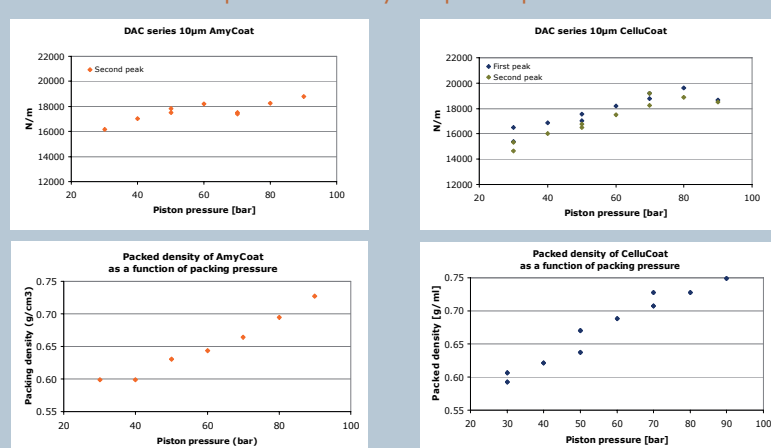 DAC series 10μm AmyCoat
22000
20000
18000
16000
14000
12000
N/m
Second peak
20
40
60
80
100
Piston pressure [bar]
DAC series 10μm CelluCoat
22000
20000
18000
16000
14000
12000
N/m
First peak
Second peak
20
40
60
80
100
Piston pressure [bar]
Packed density of AmyCoat
as a function of packing pressure
0.75
0.70
0.65
0.60
0.55
Packing density (g/cm3)
20
40
60
80
100
Piston pressure (bar)
Packed density of CelluCoat
as a function of packing pressure
0.75
0.70
0.65
0.60
0.55
Packed density [g/ml]
20
30
40
50
60
70
80
90
100
Piston pressure [bar]